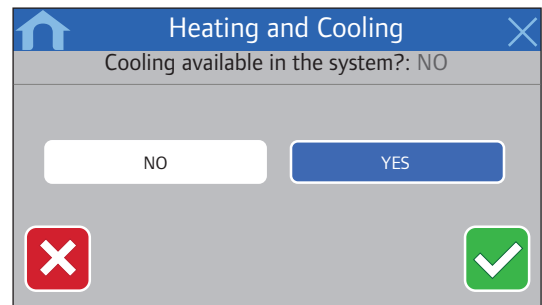 Heating and Cooling
Cooling available in the system?: NO
NO YES